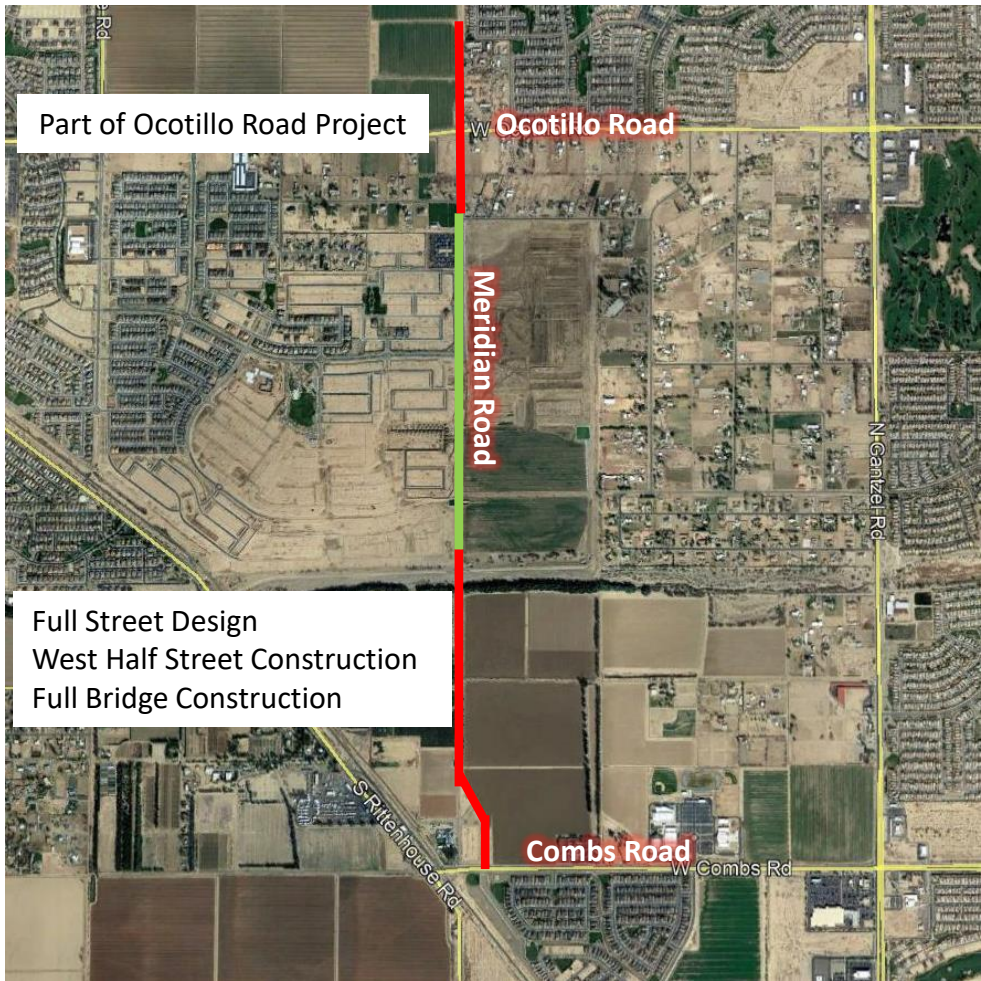 e Rd
Part of Ocotillo Road Project
W Ocotillo Road
Meridian Road
N Gantzel Rd
Full Street Design
West Half Street Construction
Full Bridge Construction
S Rittenhouse Rd
Combs Road
W Combs Rd